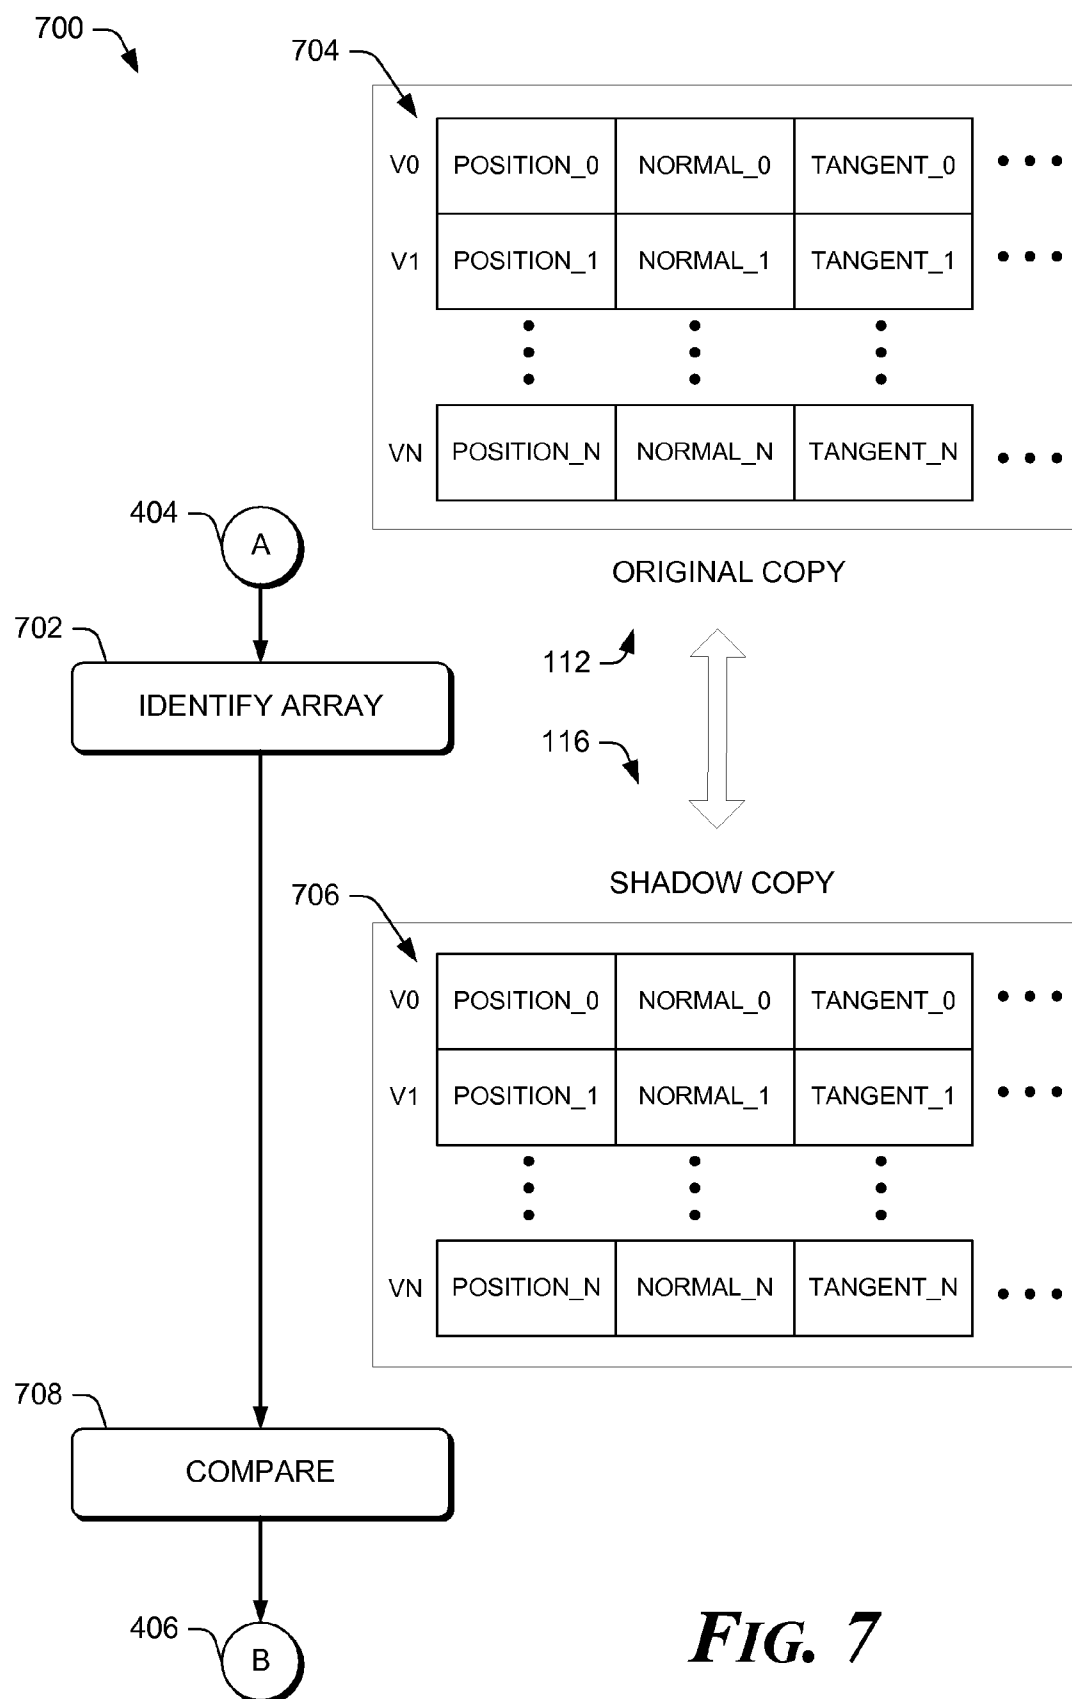 700
704
V0 POSITION_0 NORMAL_0 TANGENT_0 •••
V1 POSITION_1 NORMAL_1 TANGENT_1 •••
VN POSITION_N NORMAL_N TANGENT_N •••
404 A
ORIGINAL COPY
702
112
IDENTIFY ARRAY
116
SHADOW COPY
706
V0 POSITION_0 NORMAL_0 TANGENT_0 •••
V1 POSITION_1 NORMAL_1 TANGENT_1 •••
VN POSITION_N NORMAL_N TANGENT_N •••
708
COMPARE
406 B
FIG. 7